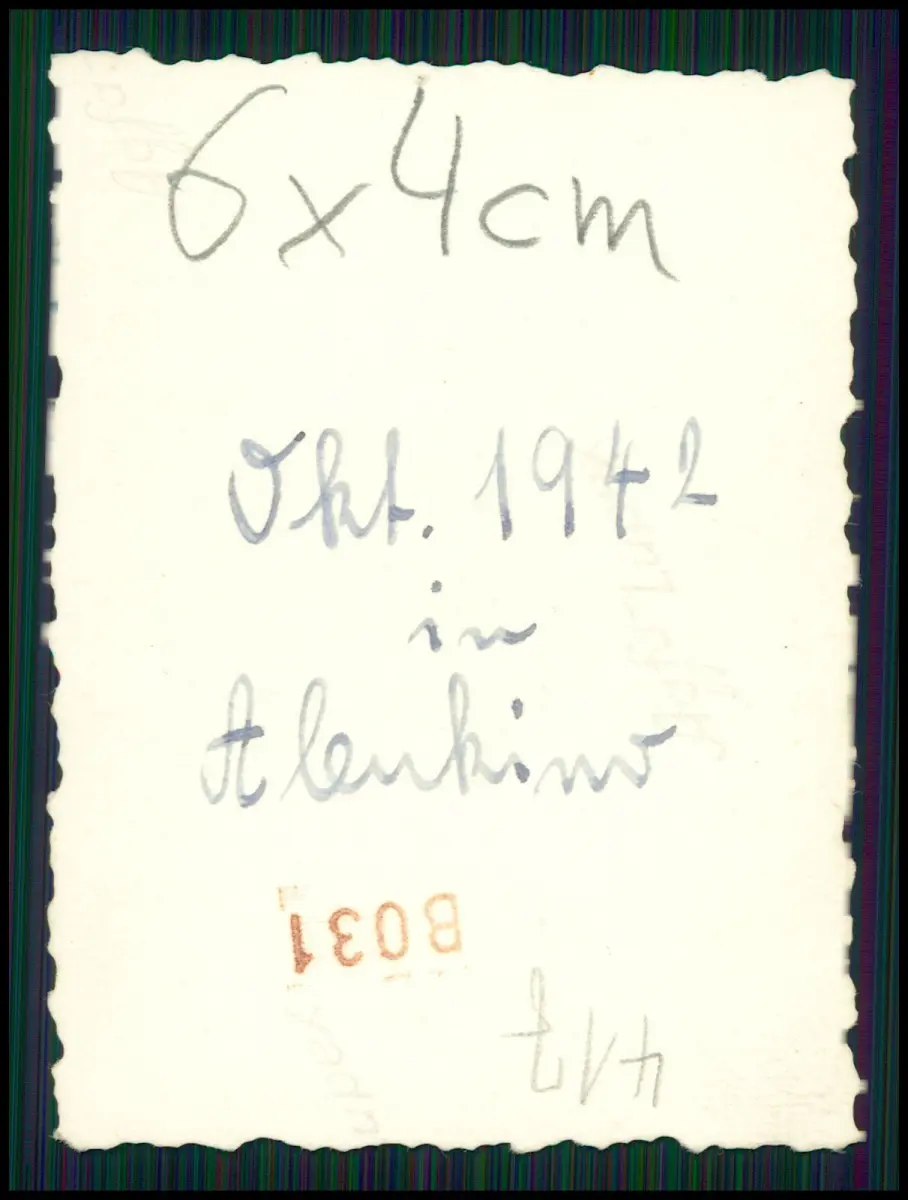 6x4cm
Okt. 1942
in
Alenkino
B031
417